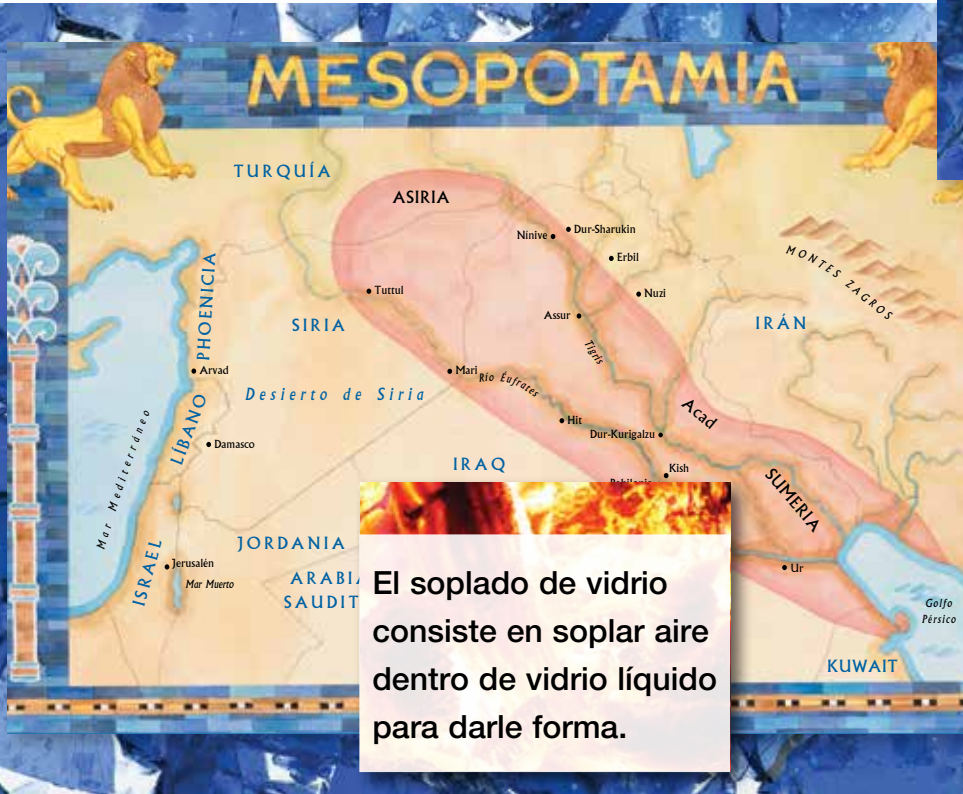 MESOPOTAMIA
TURQUÍA
ASIRIA
Nínive
Dur-Sharukin
Erbil
MONTES ZAGROS
Tuttul
Nuzi
PHOENICIA
SIRIA
Assur
IRÁN
Tigris
Arvad
Mari
Río Éufrates
Desierto de Siria
Acad
Hit
LÍBANO
Damasco
Dur-Kurigalzu
Mar Mediterráneo
IRAQ
Kish
SUMERIA
JORDANIA
ISRAEL
Jerusalén
Mar Muerto
Ur
SAUDIT
Golfo
Pérsico
KUWAIT
El soplado de vidrio
consiste en soplar aire
dentro de vidrio líquido
para darle forma.